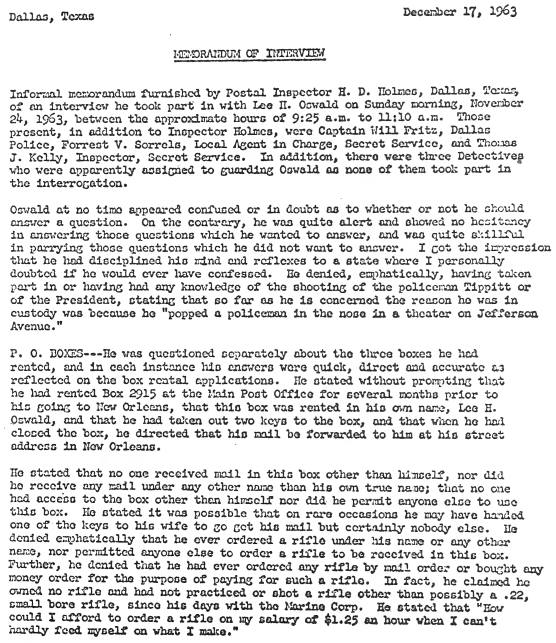 Dallas, Texas
December 17, 1963
MEMORANDUM OF INTERVIEW
Informal memorandum furnished by Postal Inspector H. D. Holmes, Dallas, Texas,
of an interview he took part in with Lee H. Oswald on Sunday morning, November
24, 1963, between the approximate hours of 9:25 a.m. to 11:10 a.m. Those
present, in addition to Inspector Holmes, were Captain Will Fritz, Dallas
Police, Forrest V. Sorrels, Local Agent in Charge, Secret Service, and Thomas
J. Kelly, Inspector, Secret Service. In addition, there were three Detectives
who were apparently assigned to guarding Oswald as none of them took part in
the interrogation.
Oswald at no time appeared confused or in doubt as to whether or not he should
answer a question. On the contrary, he was quite alert and showed no hesitancy
in answering those questions which he wanted to answer, and was quite skillful
in parrying those questions which he did not want to answer. I got the impression
that he had disciplined his mind and reflexes to a state where I personally
doubted if he would ever have confessed. He denied, emphatically, having taken
part in or having had any knowledge of the shooting of the policeman Tippitt or
of the President, stating that so far as he is concerned the reason he was in
custody was because he "popped a policeman in the nose in a theater on Jefferson
Avenue."
P. O. BOXES---He was questioned separately about the three boxes he had
rented, and in each instance his answers were quick, direct and accurate as
reflected on the box rental applications. He stated without prompting that
he had rented Box 2915 at the Main Post Office for several months prior to
his going to New Orleans, that this box was rented in his own name, Lee H.
Oswald, and that he had taken out two keys to the box, and that when he had
closed the box, he directed that his mail be forwarded to him at his street
address in New Orleans.
He stated that no one received mail in this box other than himself, nor did
he receive any mail under any other name than his own true name; that no one
had access to the box other than himself nor did he permit anyone else to use
this box. He stated it was possible that on rare occasions he may have handed
one of the keys to his wife to go get his mail but certainly nobody else. He
denied emphatically that he ever ordered a rifle under his name or any other
name, nor permitted anyone else to order a rifle to be received in this box.
Further, he denied that he had ever ordered any rifle by mail order or bought any
money order for the purpose of paying for such a rifle. In fact, he claimed he
owned no rifle and had not practiced or shot a rifle other than possibly a .22,
small bore rifle, since his days with the Marine Corp. He stated that "How
could I afford to order a rifle on my salary of $1.25 an hour when I can't
hardly feed myself on what I make."